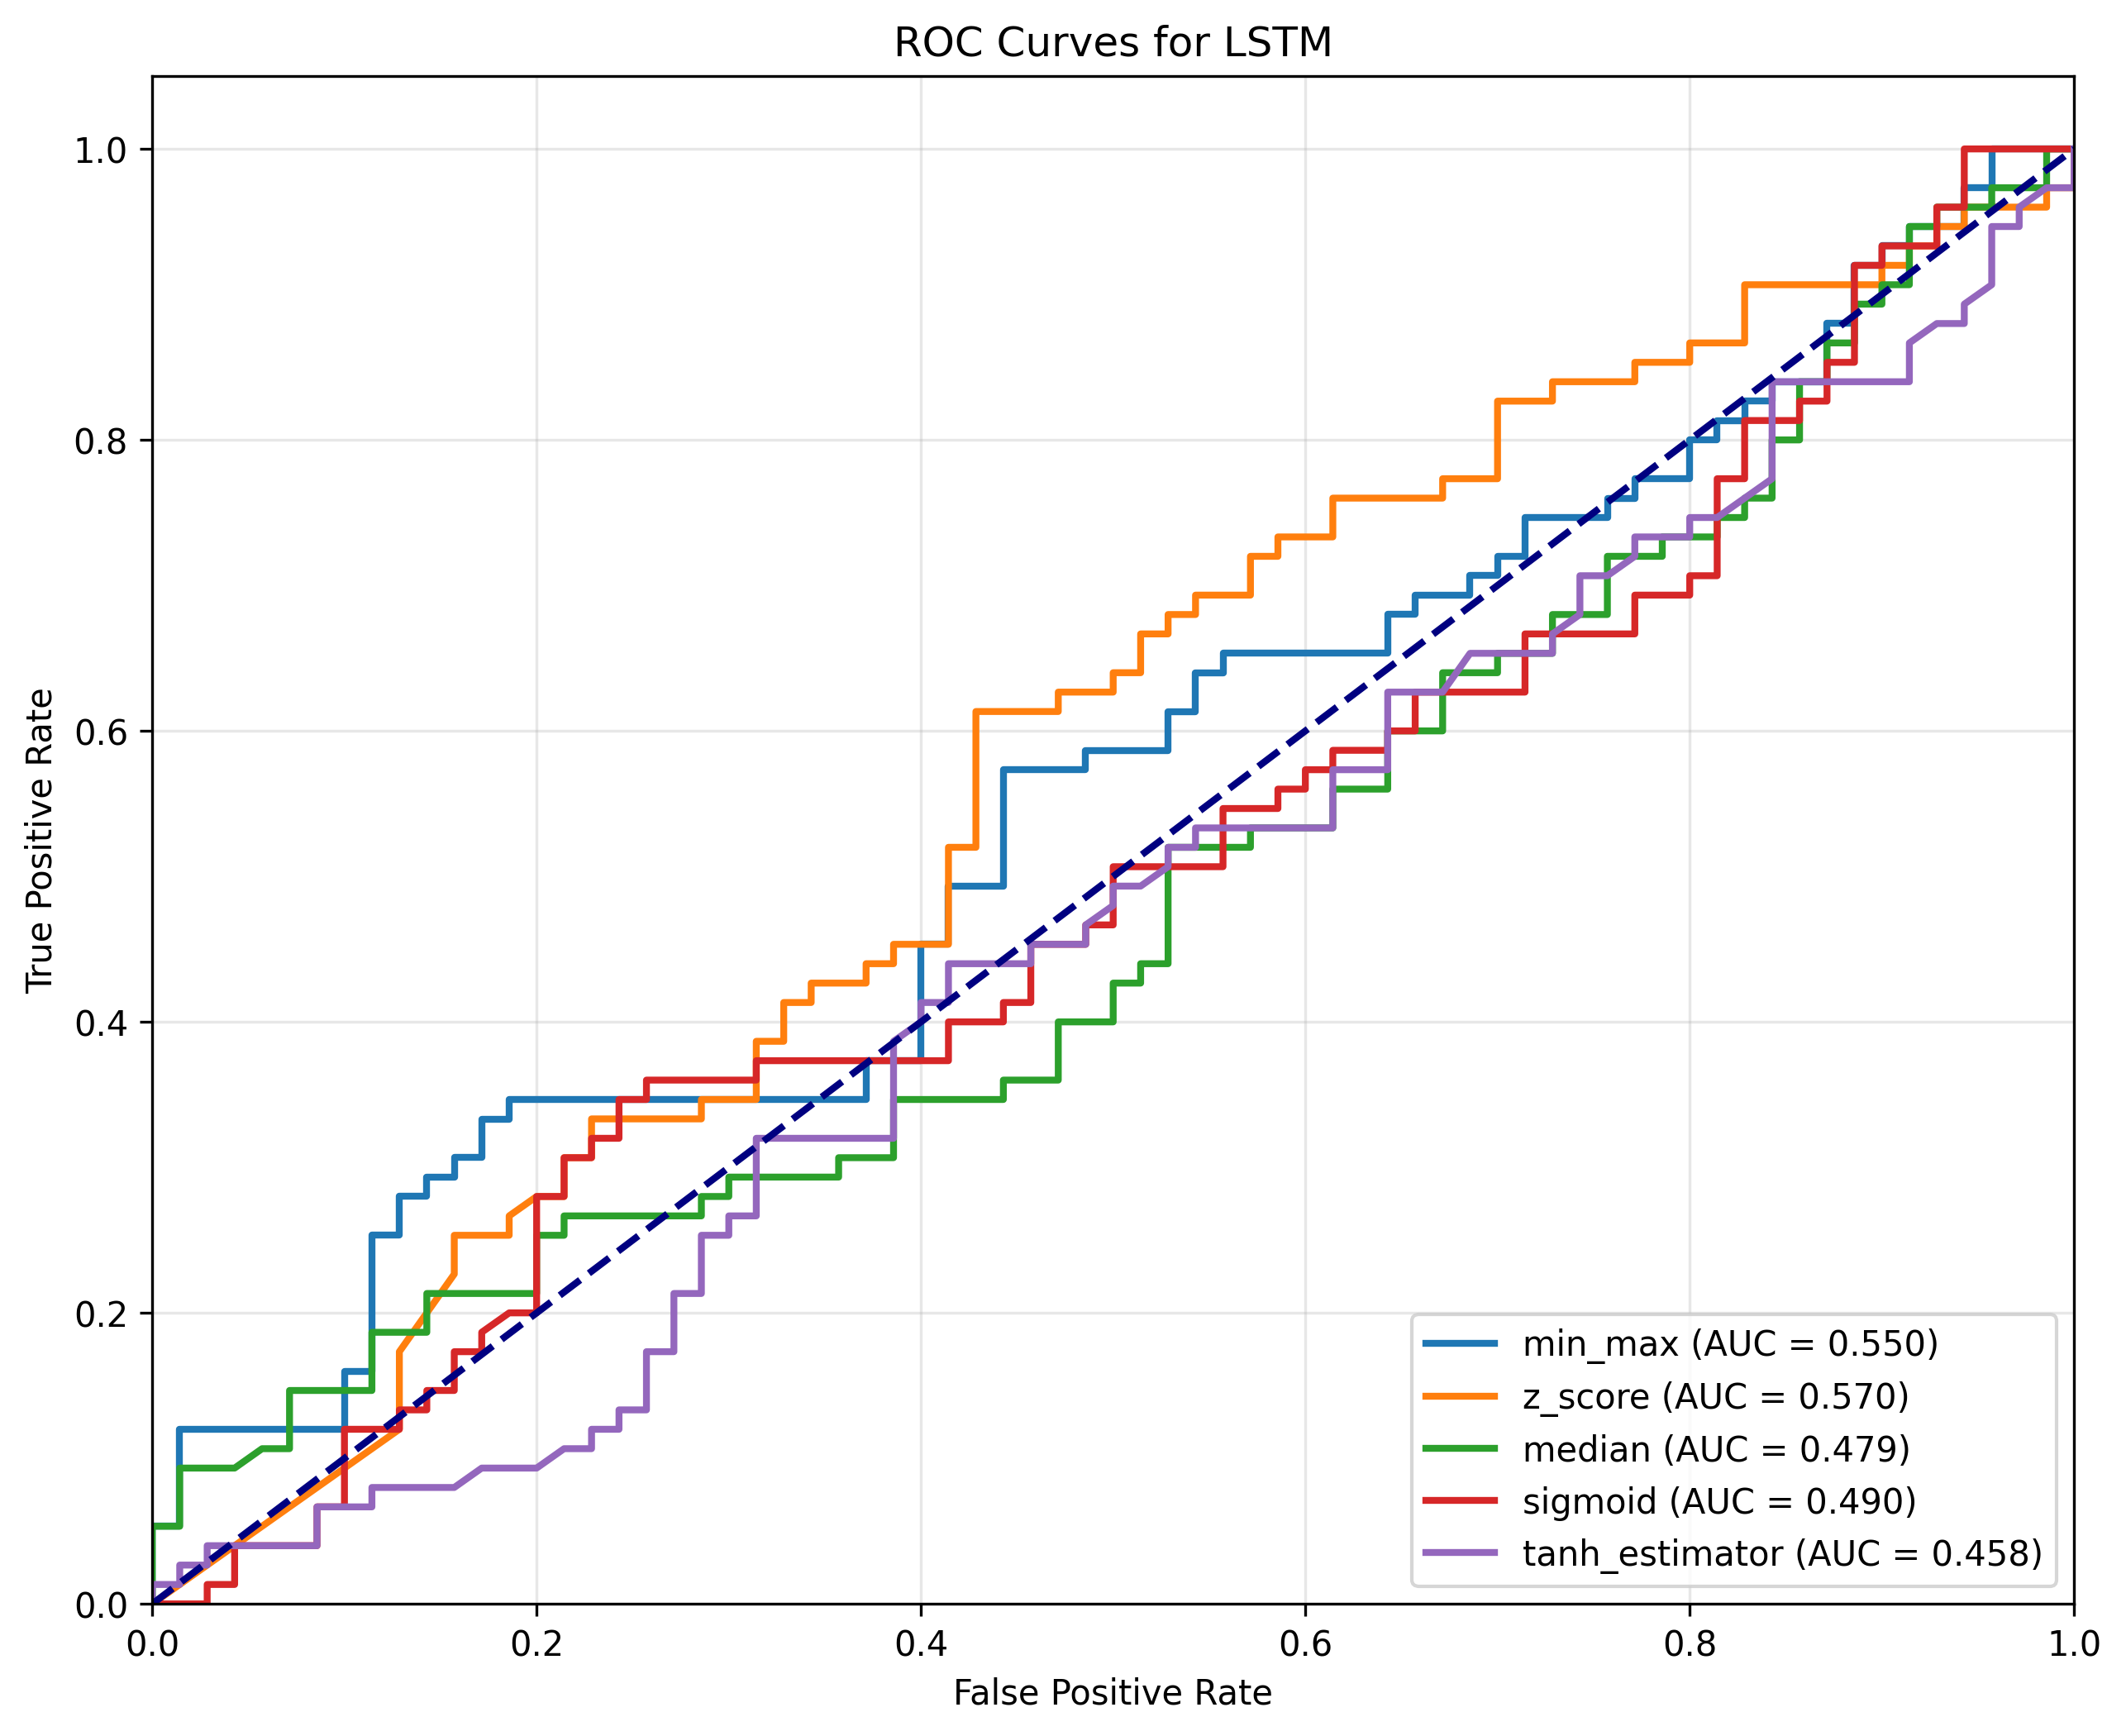 ROC Curves for LSTM
True Positive Rate
1.0
0.8
0.6
0.4
0.2
0.0
0.0 0.2 0.4 0.6 0.8 1.0
False Positive Rate
min_max (AUC = 0.550)
z_score (AUC = 0.570)
median (AUC = 0.479)
sigmoid (AUC = 0.490)
tanh_estimator (AUC = 0.458)